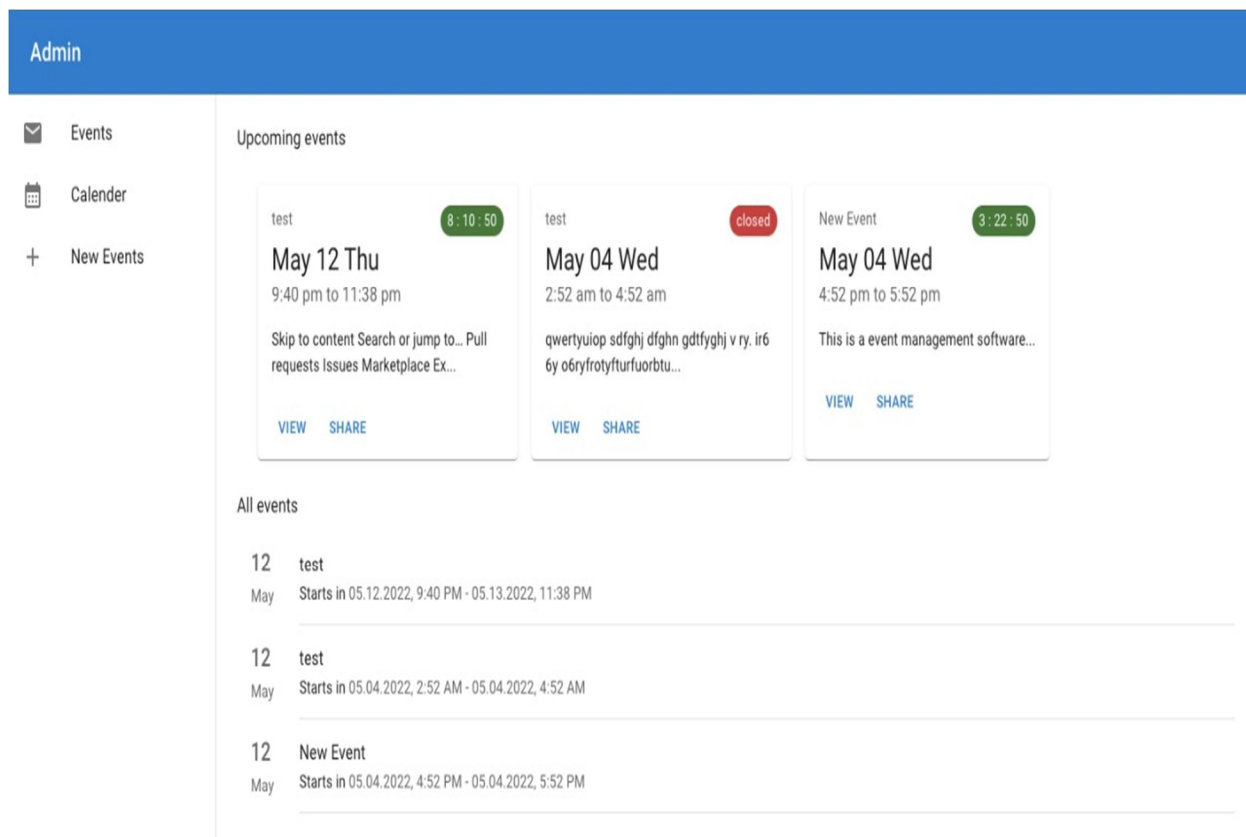 Admin
Events
Calender
New Events
Upcoming events
test
8 : 10 : 50
May 12 Thu
9:40 pm to 11:38 pm
Skip to content Search or jump to… Pull
requests Issues Marketplace Ex...
VIEW SHARE
test
closed
May 04 Wed
2:52 am to 4:52 am
qwertyuiop sdfghj dfghn gdtfyghj v ry. ir6
6y o6ryfrotyfturfuorbtu...
VIEW SHARE
New Event
3 : 22 : 50
May 04 Wed
4:52 pm to 5:52 pm
This is a event management software...
VIEW SHARE
All events
12
May
test
Starts in 05.12.2022, 9:40 PM - 05.13.2022, 11:38 PM
12
May
test
Starts in 05.04.2022, 2:52 AM - 05.04.2022, 4:52 AM
12
May
New Event
Starts in 05.04.2022, 4:52 PM - 05.04.2022, 5:52 PM